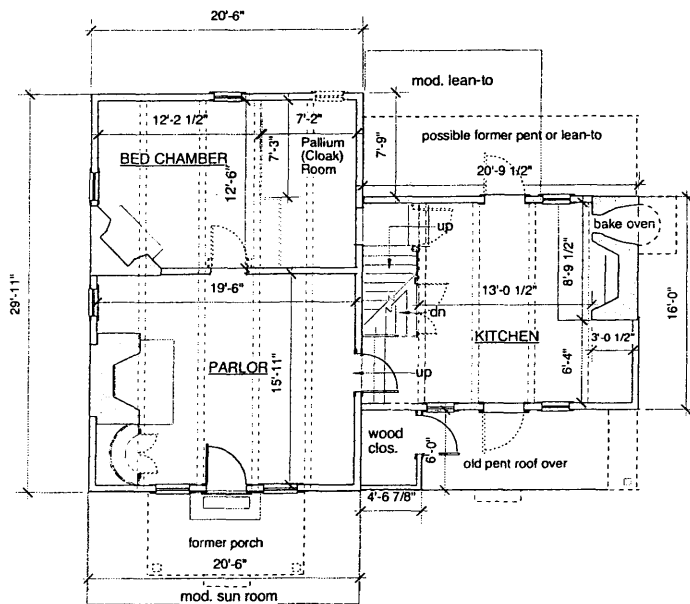 20'-6"
mod. lean-to
12'-2 1/2"
7'-2"
possible former pent or lean-to
BED CHAMBER
Pallium
(Cloak)
Room
7'-3"
7'-9"
12'-6"
20'-9 1/2"
bake oven
up
8'-9 1/2"
29'-11"
19'-6"
13'-0 1/2"
16'-0"
dn
KITCHEN
3'-0 1/2"
PARLOR
15'-11"
up
6'-4"
wood
clos.
6'-0"
old pent roof over
4'-6 7/8"
former porch
20'-6"
mod. sun room